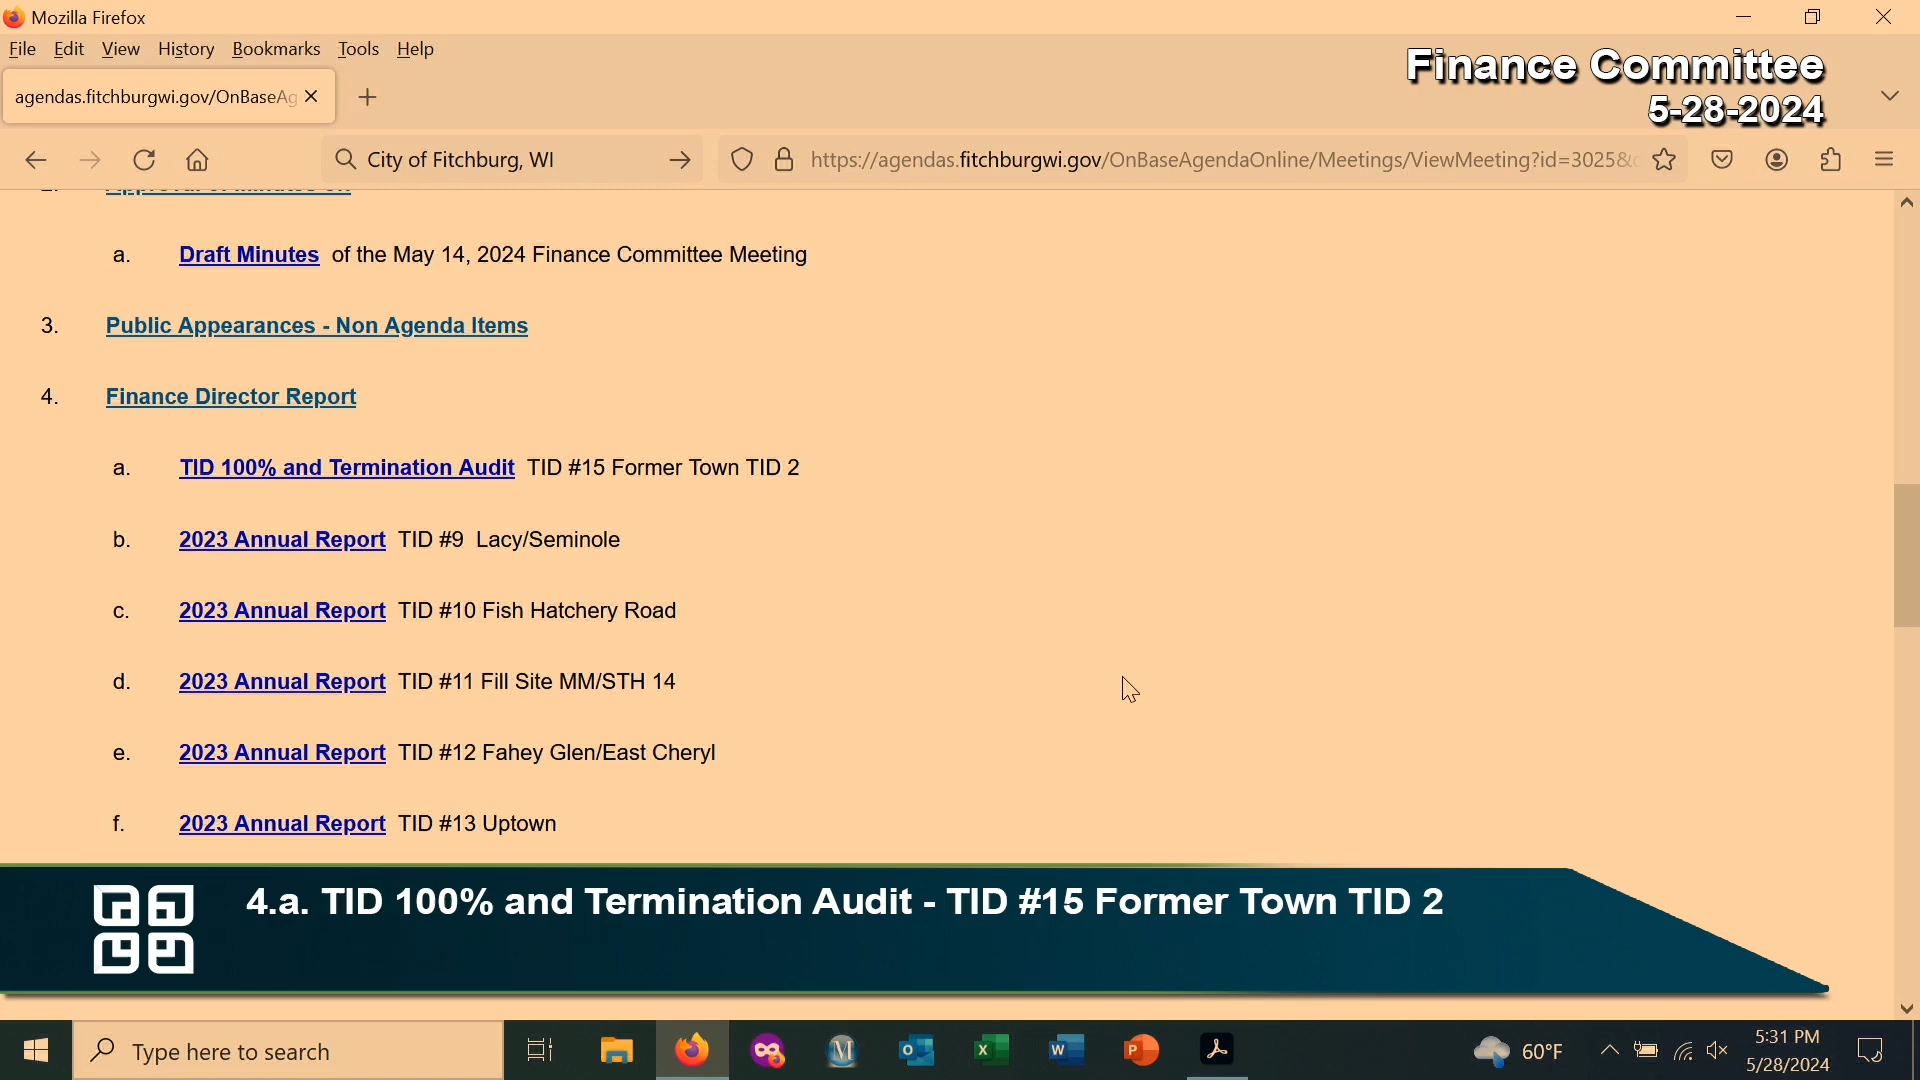 Mozilla Firefox
File Edit View History Bookmarks Tools Help
Finance Committee
5-28-2024
agendas.fitchburgwi.gov/OnBaseAg
City of Fitchburg, WI
https://agendas.fitchburgwi.gov/OnBaseAgendaOnline/Meetings/ViewMeeting?id=3025&
2. Approval of Minutes on
a. Draft Minutes of the May 14, 2024 Finance Committee Meeting
3. Public Appearances - Non Agenda Items
4. Finance Director Report
a. TID 100% and Termination Audit TID #15 Former Town TID 2
b. 2023 Annual Report TID #9 Lacy/Seminole
c. 2023 Annual Report TID #10 Fish Hatchery Road
d. 2023 Annual Report TID #11 Fill Site MM/STH 14
e. 2023 Annual Report TID #12 Fahey Glen/East Cheryl
f. 2023 Annual Report TID #13 Uptown
4.a. TID 100% and Termination Audit - TID #15 Former Town TID 2
Type here to search
60°F
5:31 PM
5/28/2024